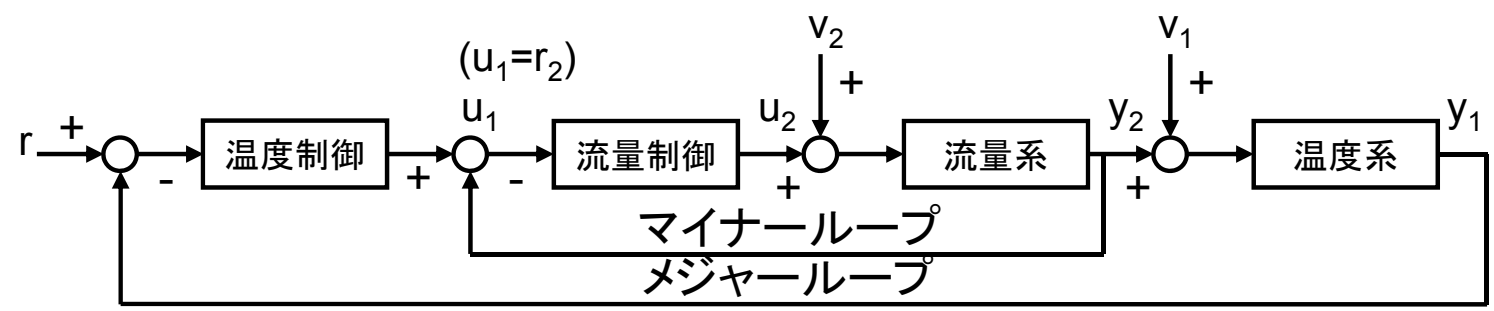 v₂
v₁
(u₁=r₂)
+
+
r
+
u₁
u₂
y₂
y₁
温度制御
流量制御
流量系
温度系
-
+
-
+
+
マイナーループ
メジャーループ